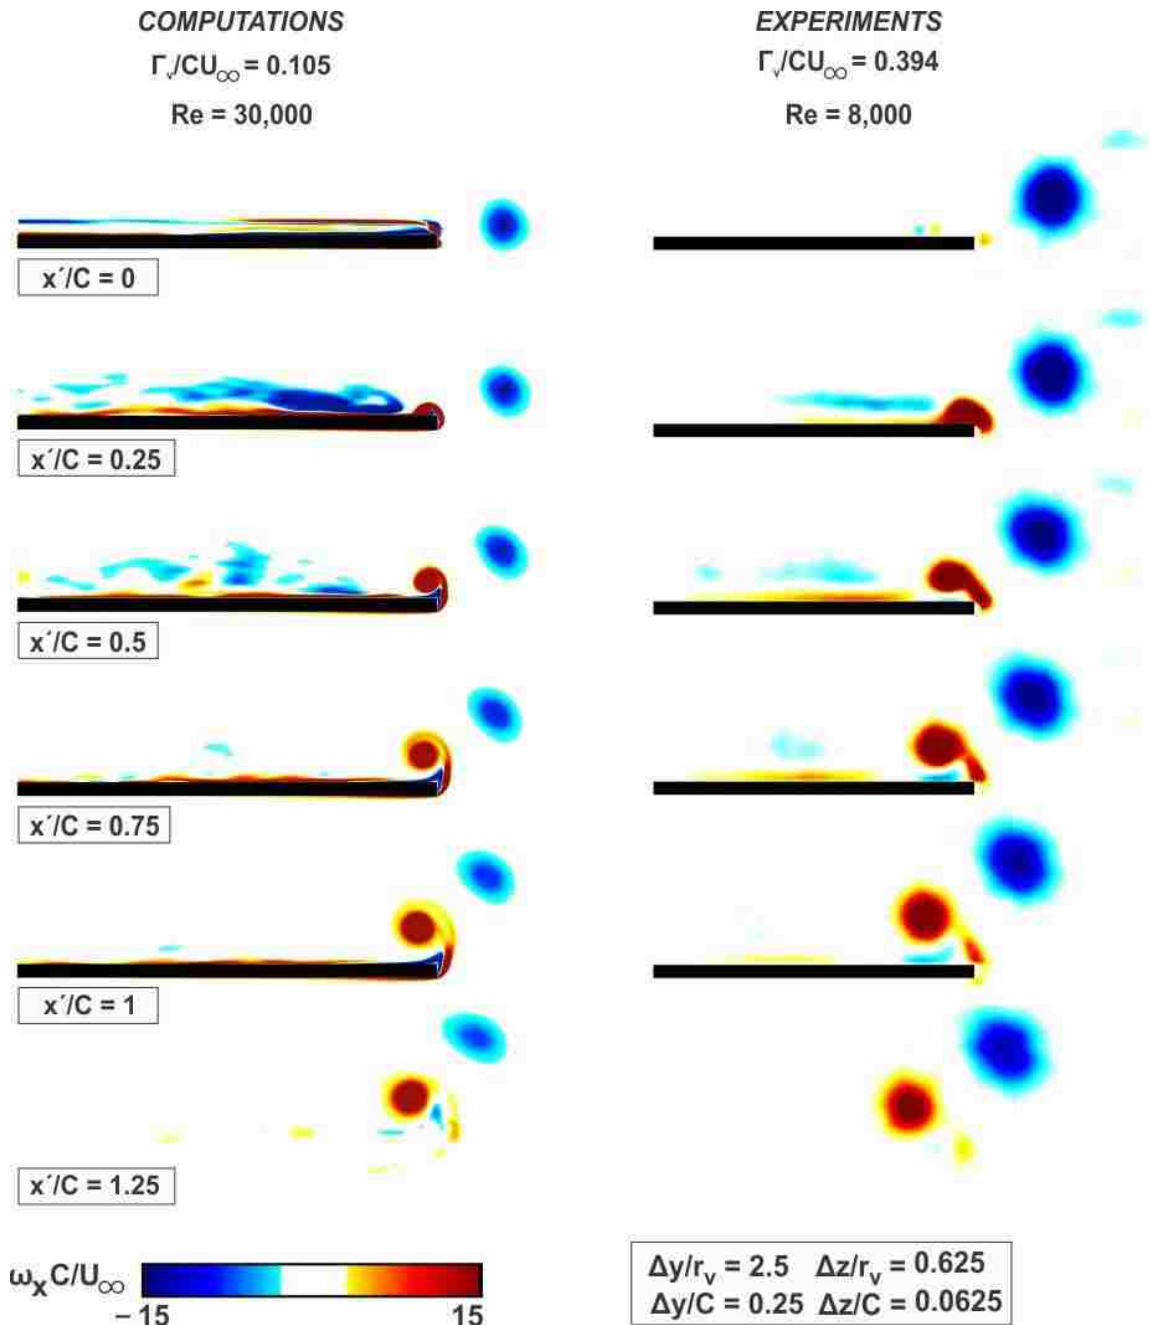 COMPUTATIONS
Γᵥ/CU∞ = 0.105
Re = 30,000
EXPERIMENTS
Γᵥ/CU∞ = 0.394
Re = 8,000
x´/C = 0
x´/C = 0.25
x´/C = 0.5
x´/C = 0.75
x´/C = 1
x´/C = 1.25
ωₓC/U∞
– 15 15
Δy/rᵥ = 2.5 Δz/rᵥ = 0.625
Δy/C = 0.25 Δz/C = 0.0625